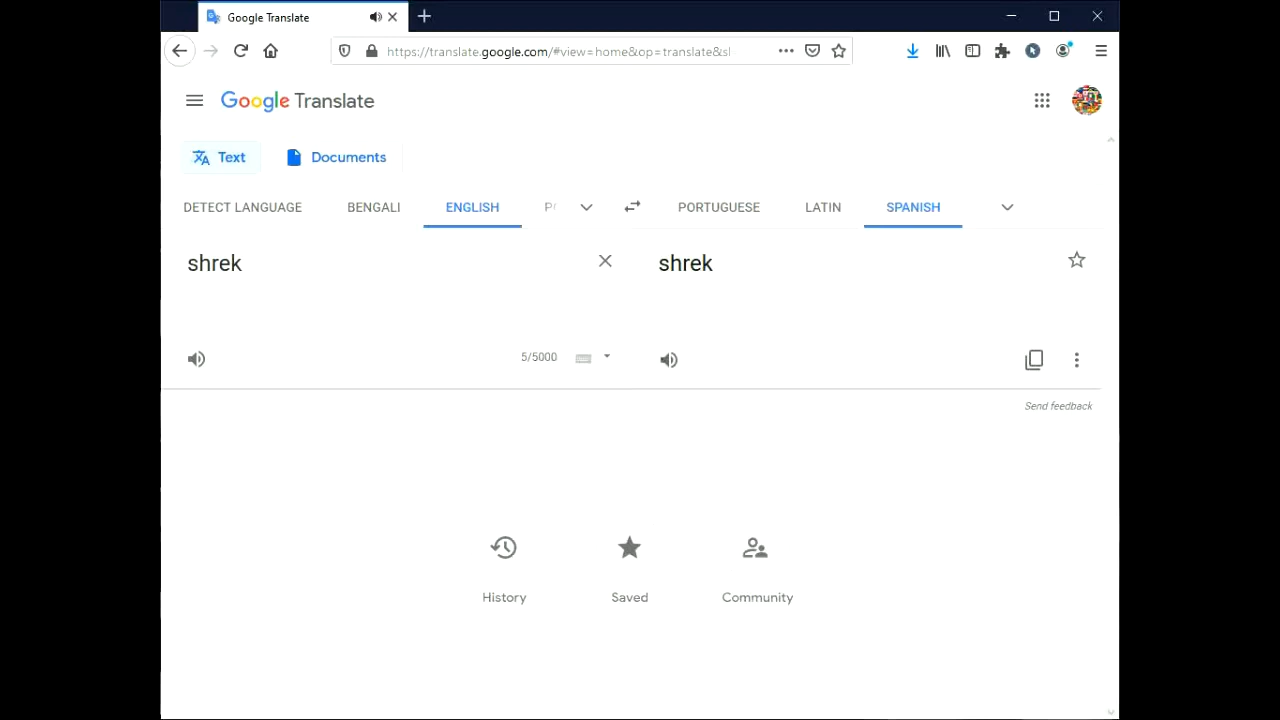 Google Translate
https://translate.google.com/#view=home&op=translate&sl
Google Translate
Text Documents
DETECT LANGUAGE BENGALI ENGLISH PORTUGUESE LATIN SPANISH
shrek shrek
5/5000
Send feedback
History Saved Community